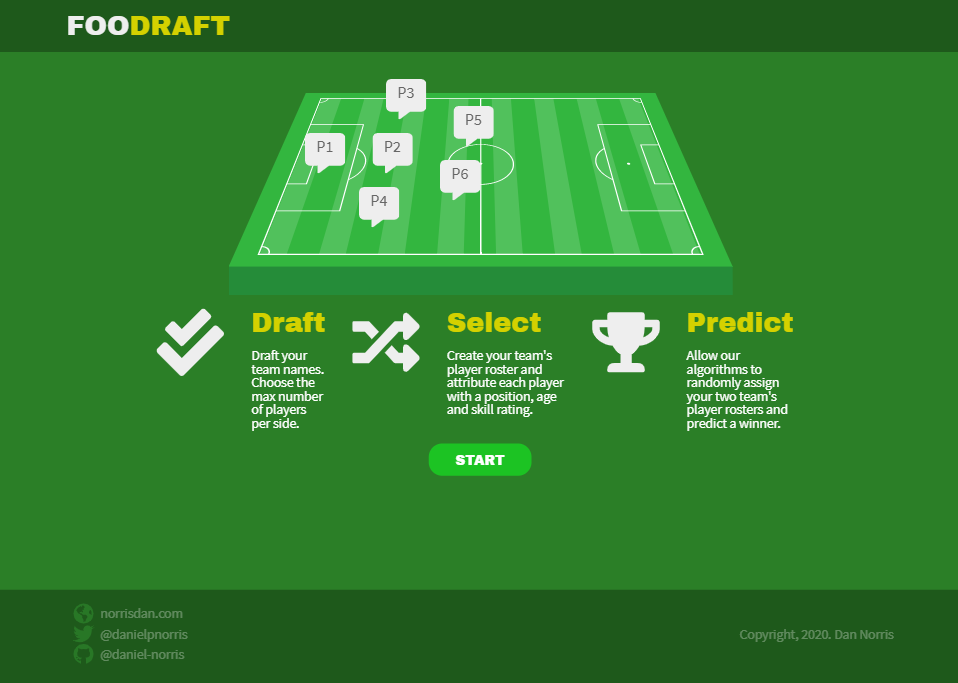 FOODRAFT
P3
P5
P1
P2
P6
P4
Draft
Draft your
team names.
Choose the
max number
of players
per side.
Select
Create your team's
player roster and
attribute each player
with a position, age
and skill rating.
Predict
Allow our
algorithms to
randomly assign
your two team's
player rosters and
predict a winner.
START
norrisdan.com
@danielpnorris
@daniel-norris
Copyright, 2020. Dan Norris